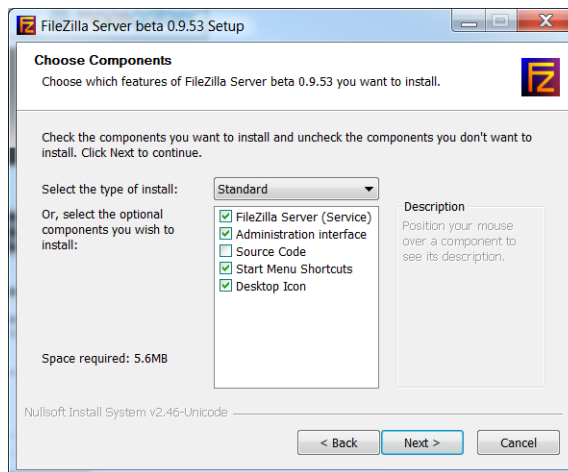 FileZilla Server beta 0.9.53 Setup
Choose Components
Choose which features of FileZilla Server beta 0.9.53 you want to install.
FZ
Check the components you want to install and uncheck the components you don't want to
install. Click Next to continue.
Select the type of install:
Standard
Or, select the optional
components you wish to
install:
FileZilla Server (Service)
Administration interface
Source Code
Start Menu Shortcuts
Desktop Icon
Description
Position your mouse
over a component to
see its description.
Space required: 5.6MB
Nullsoft Install System v2.46-Unicode
< Back
Next >
Cancel